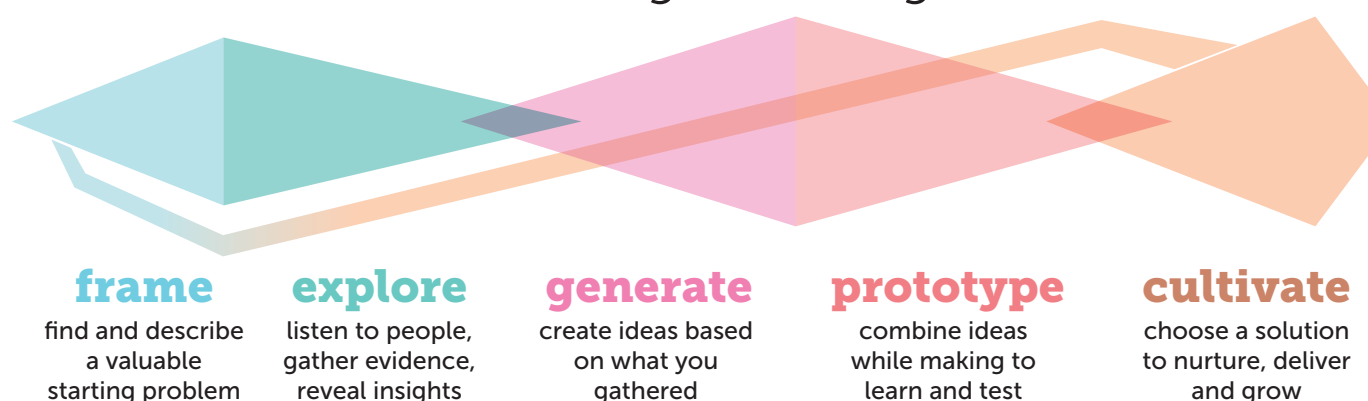 frame
find and describe
a valuable
starting problem
explore
listen to people,
gather evidence,
reveal insights
generate
create ideas based
on what you
gathered
prototype
combine ideas
while making to
learn and test
cultivate
choose a solution
to nurture, deliver
and grow